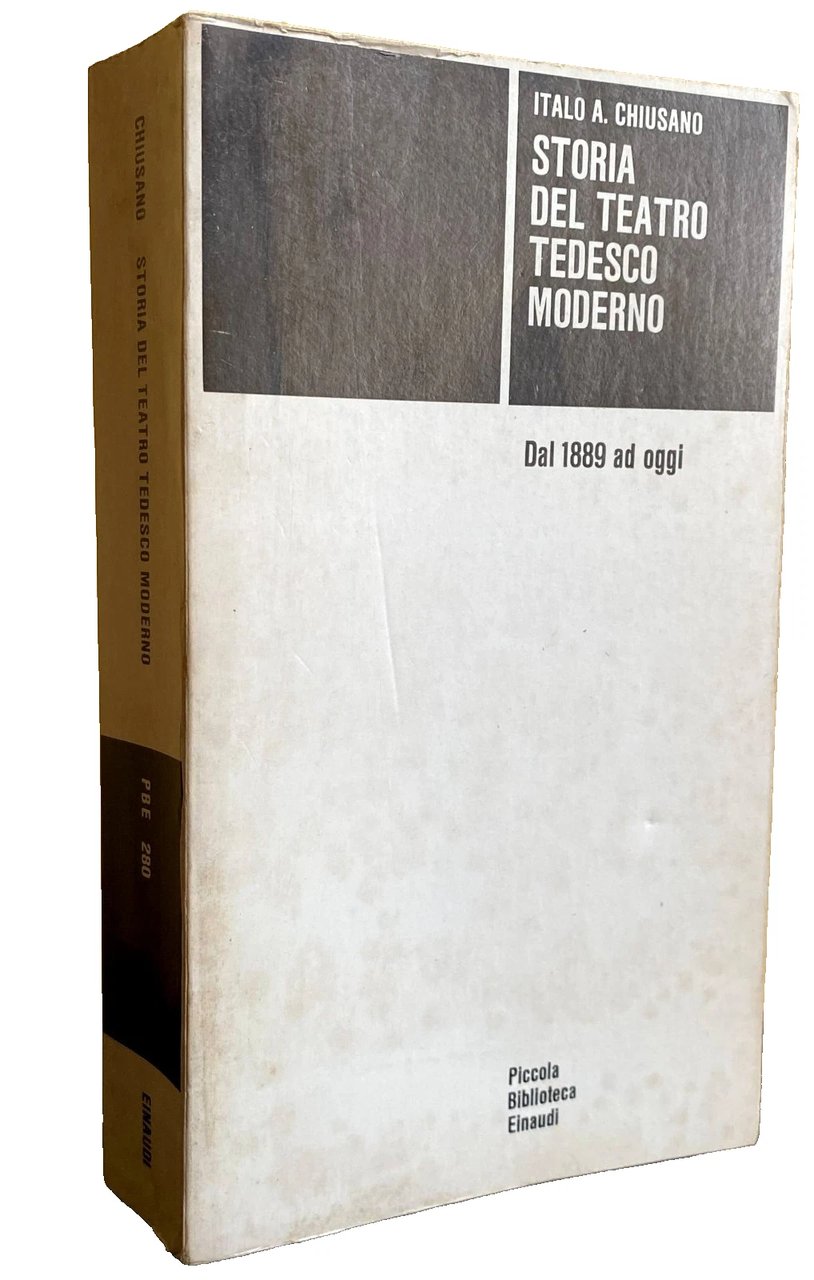 ITALO A. CHIUSANO
STORIA
DEL TEATRO
TEDESCO
MODERNO
Dal 1889 ad oggi
Piccola
Biblioteca
Einaudi
CHIUSANO STORIA DEL TEATRO TEDESCO MODERNO
PBE 280
EINAUDI